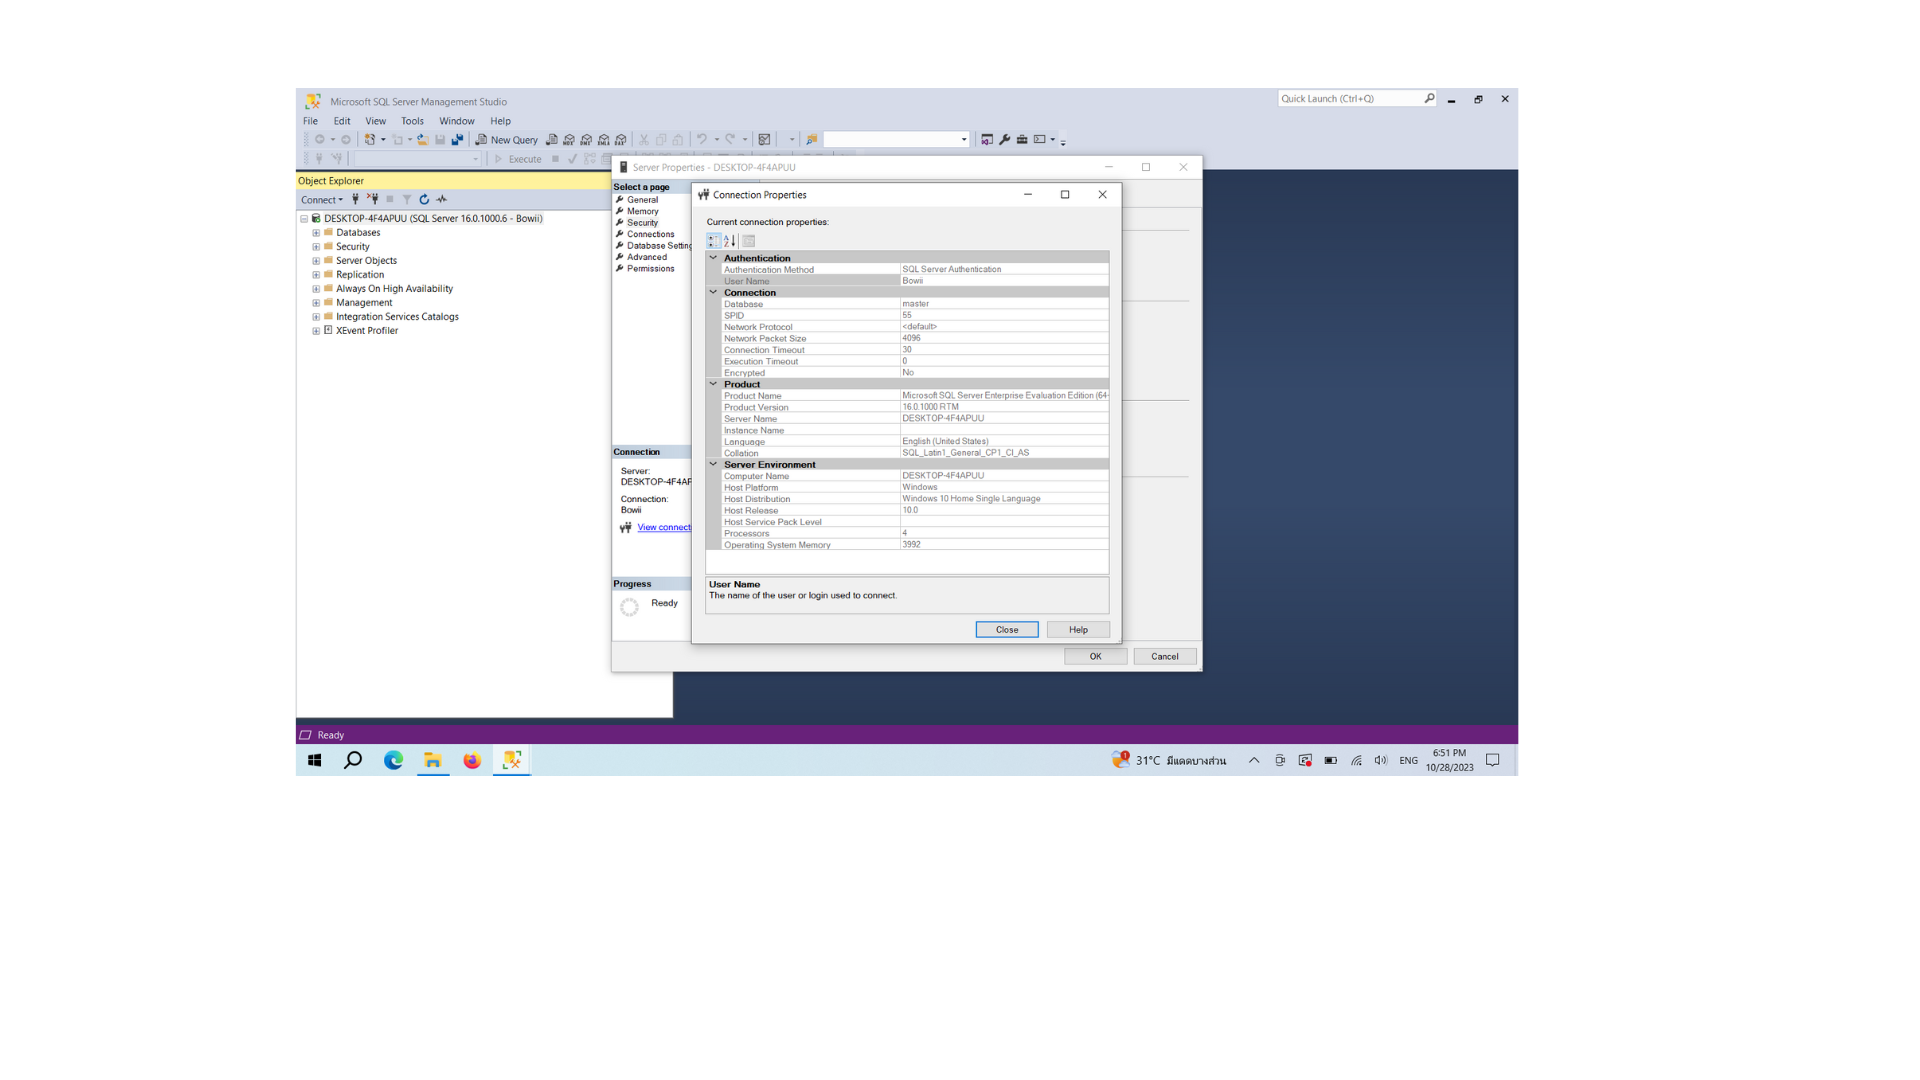 Microsoft SQL Server Management Studio
Quick Launch (Ctrl+Q)
File Edit View Tools Window Help
New Query
Execute
Object Explorer
Connect
DESKTOP-4F4APUU (SQL Server 16.0.1000.6 - Bowii)
Databases
Security
Server Objects
Replication
Always On High Availability
Management
Integration Services Catalogs
XEvent Profiler
Server Properties - DESKTOP-4F4APUU
Select a page
General
Memory
Security
Connections
Database Setting
Advanced
Permissions
Connection
Server:
DESKTOP-4F4AP
Connection:
Bowii
View connect
Progress
Ready
OK Cancel
Connection Properties
Current connection properties:
Authentication
Authentication Method SQL Server Authentication
User Name Bowii
Connection
Database master
SPID 55
Network Protocol <default>
Network Packet Size 4096
Connection Timeout 30
Execution Timeout 0
Encrypted No
Product
Product Name Microsoft SQL Server Enterprise Evaluation Edition (64-
Product Version 16.0.1000 RTM
Server Name DESKTOP-4F4APUU
Instance Name
Language English (United States)
Collation SQL_Latin1_General_CP1_CI_AS
Server Environment
Computer Name DESKTOP-4F4APUU
Host Platform Windows
Host Distribution Windows 10 Home Single Language
Host Release 10.0
Host Service Pack Level
Processors 4
Operating System Memory 3992
User Name
The name of the user or login used to connect.
Close Help
Ready
31°C มีแดดบางส่วน
ENG
6:51 PM
10/28/2023